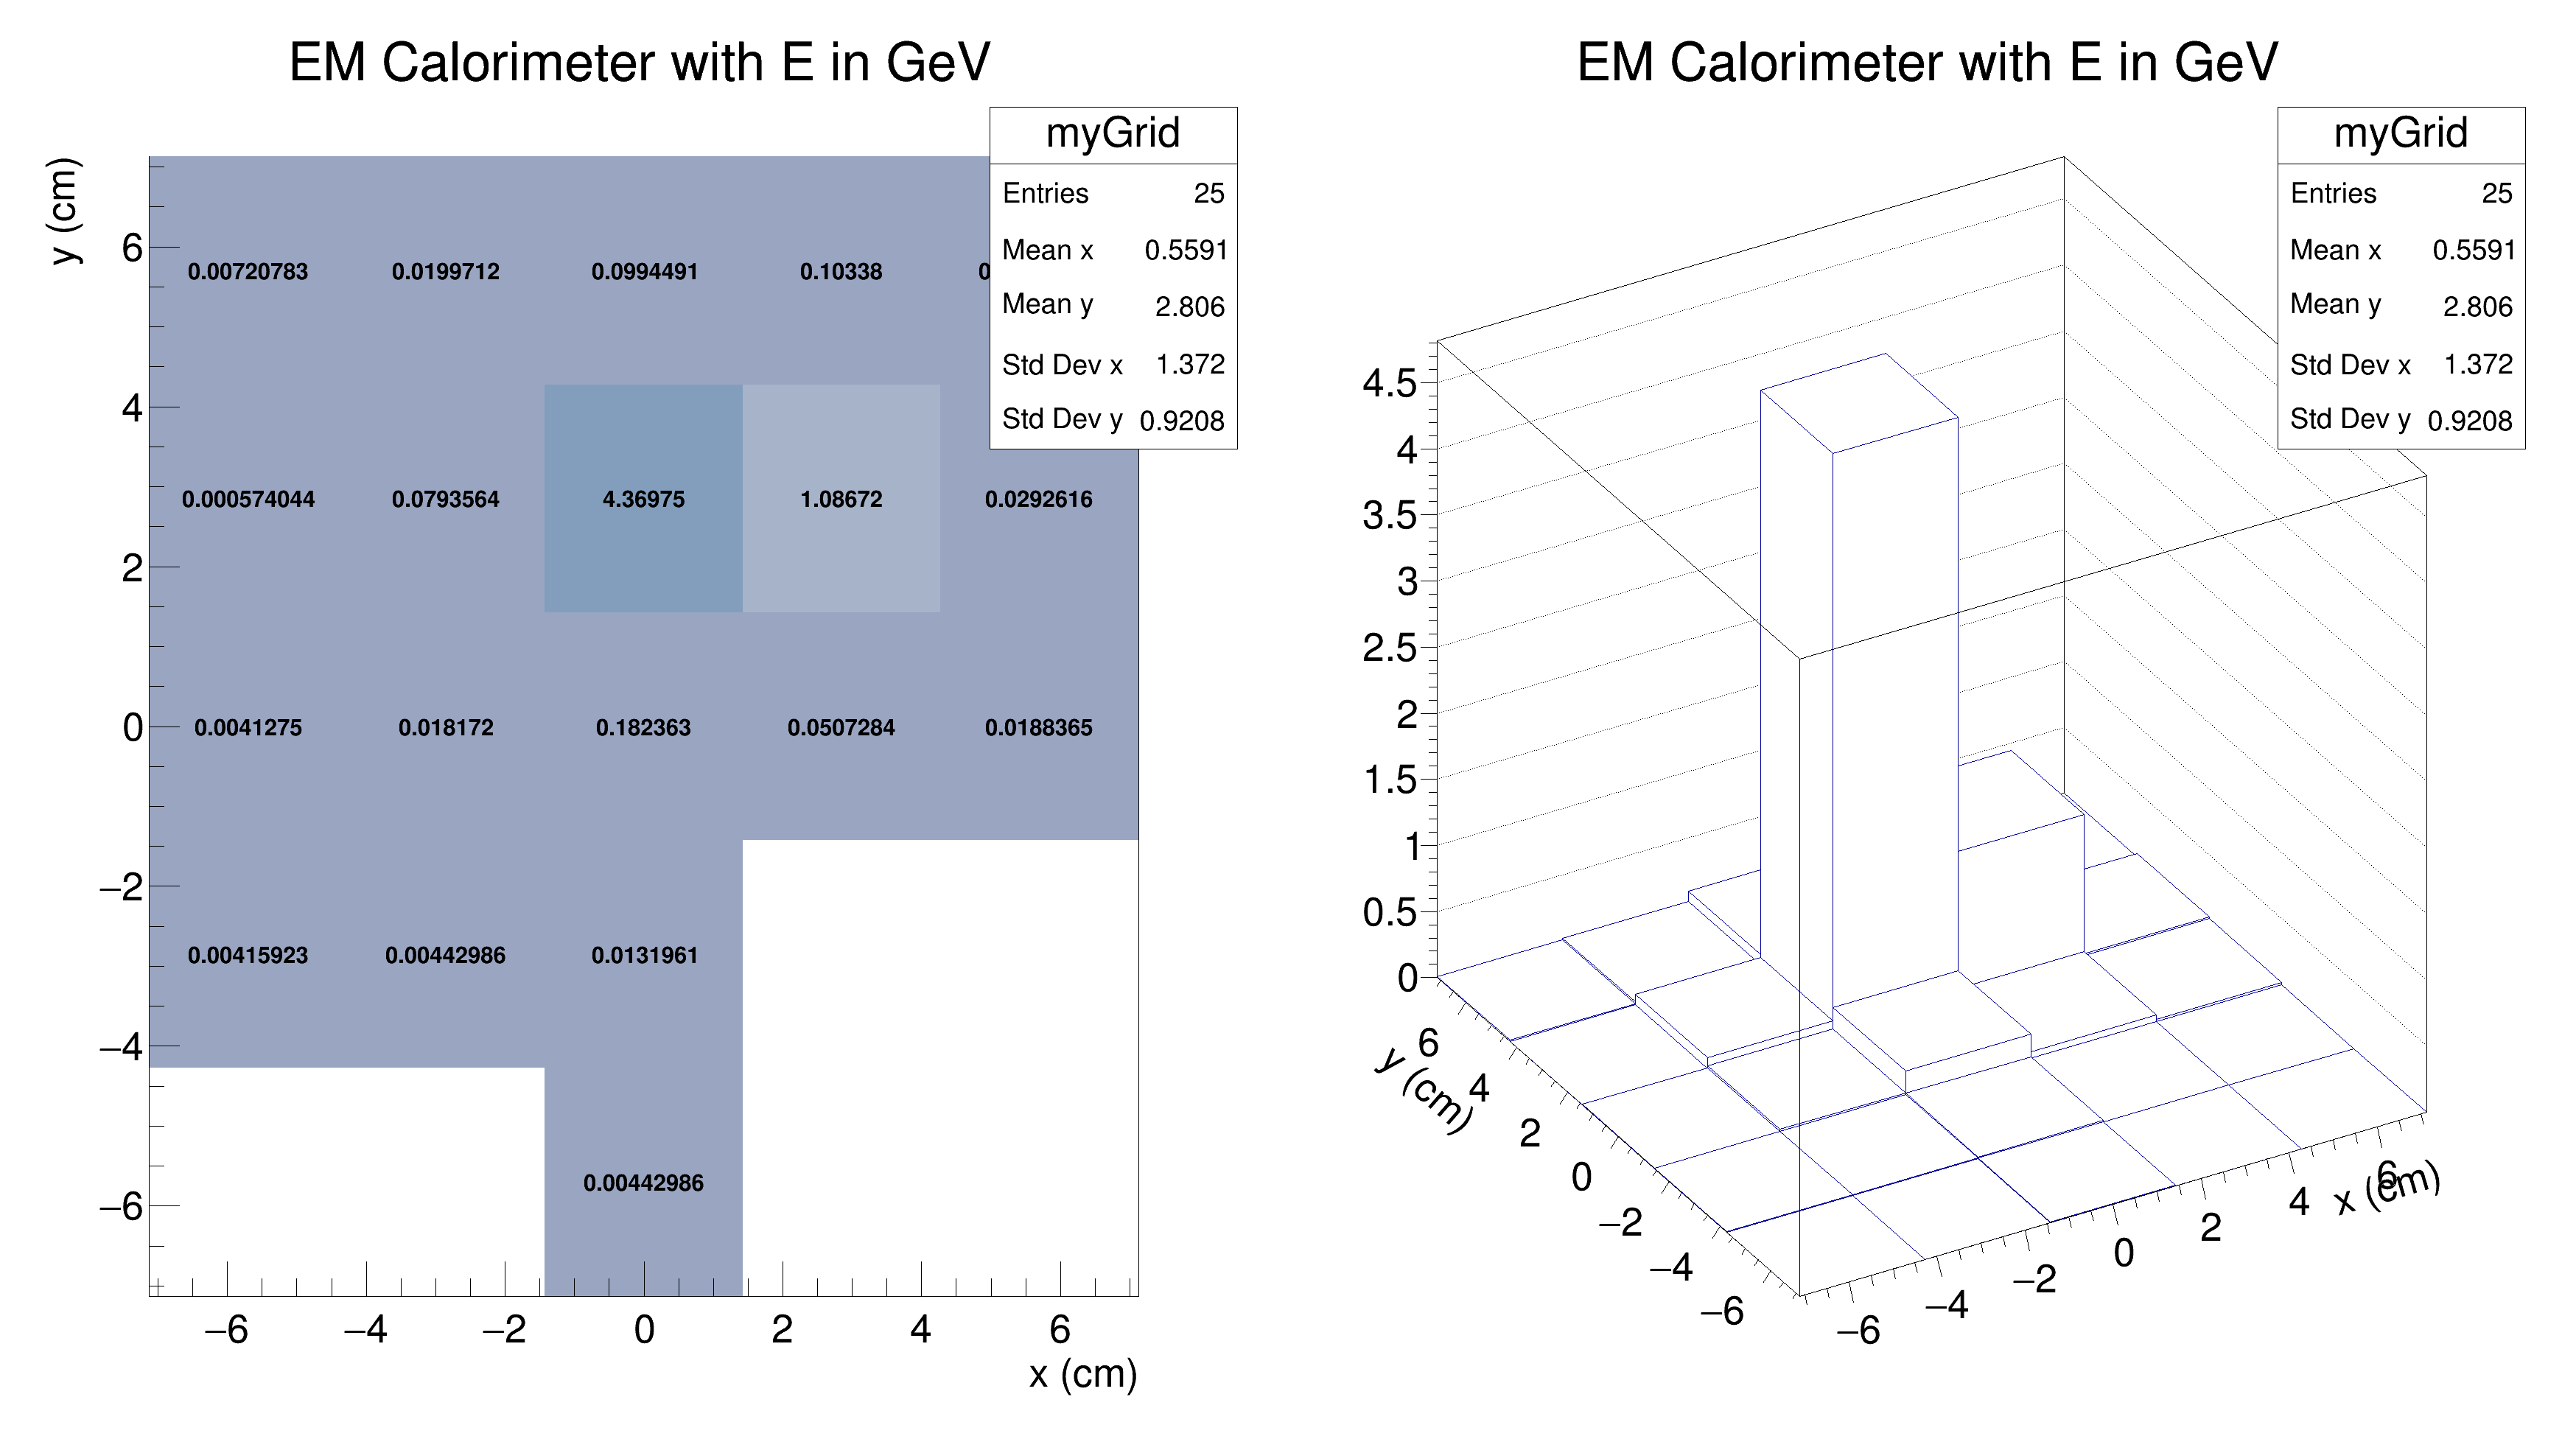 EM Calorimeter with E in GeV
myGrid
Entries 25
Mean x 0.5591
Mean y 2.806
Std Dev x 1.372
Std Dev y 0.9208
y (cm)
6
4
2
0
−2
−4
−6
0.00720783 0.0199712 0.0994491 0.10338
0.000574044 0.0793564 4.36975 1.08672 0.0292616
0.0041275 0.018172 0.182363 0.0507284 0.0188365
0.00415923 0.00442986 0.0131961
0.00442986
−6 −4 −2 0 2 4 6
x (cm)
EM Calorimeter with E in GeV
myGrid
Entries 25
Mean x 0.5591
Mean y 2.806
Std Dev x 1.372
Std Dev y 0.9208
4.5
4
3.5
3
2.5
2
1.5
1
0.5
0
6
4
2
0
−2
−4
−6
y (cm)
−6 −4 −2 0 2 4 6
x (cm)